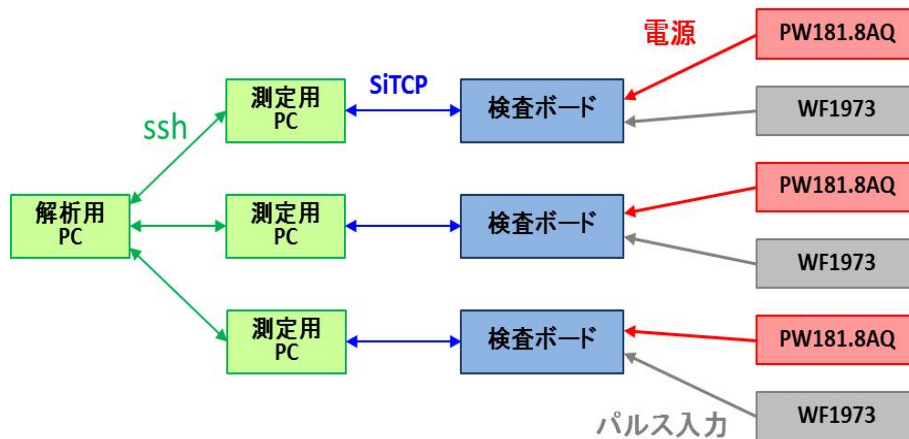 電源
PW181.8AQ
SiTCP
測定用
PC
検査ボード
WF1973
ssh
PW181.8AQ
解析用
PC
測定用
PC
検査ボード
WF1973
測定用
PC
検査ボード
PW181.8AQ
パルス入力
WF1973